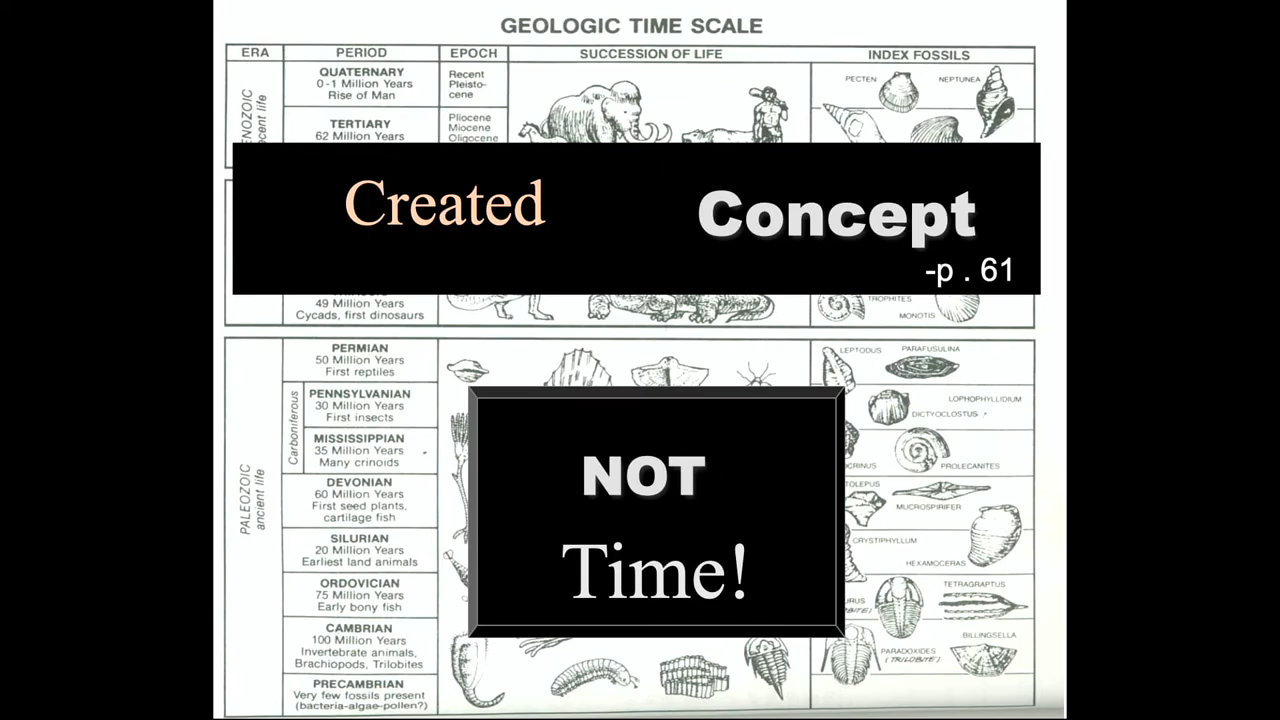 GEOLOGIC TIME SCALE
ERA PERIOD EPOCH SUCCESSION OF LIFE INDEX FOSSILS
QUATERNARY
0-1 Million Years
Rise of Man
Recent
Pleisto-
cene
PECTEN
NEPTUNEA
TERTIARY
62 Million Years
Pliocene
Miocene
Oligocene
Created Concept
-p . 61
49 Million Years
Cycads, first dinosaurs
TROPHITES
MONOTIS
PALEOZOIC
ancient life
PERMIAN
50 Million Years
First reptiles
LEPTODUS
PARAFUSULINA
Carboniferous
PENNSYLVANIAN
30 Million Years
First insects
LOPHOPHYLLIDIUM
DICTYOCLOSTUS
MISSISSIPPIAN
35 Million Years
Many crinoids
PROLECANITES
NOT
Time!
DEVONIAN
60 Million Years
First seed plants,
cartilage fish
MUCROSPIRIFER
SILURIAN
20 Million Years
Earliest land animals
CRYSTIPHYLLUM
HEXAMOCERAS
ORDOVICIAN
75 Million Years
Early bony fish
TETRAGRAPTUS
CAMBRIAN
100 Million Years
Invertebrate animals,
Brachiopods, Trilobites
BILLINGSELLA
PARADOXIDES
(TRILOBITE)
PRECAMBRIAN
Very few fossils present
(bacteria-algae-pollen?)